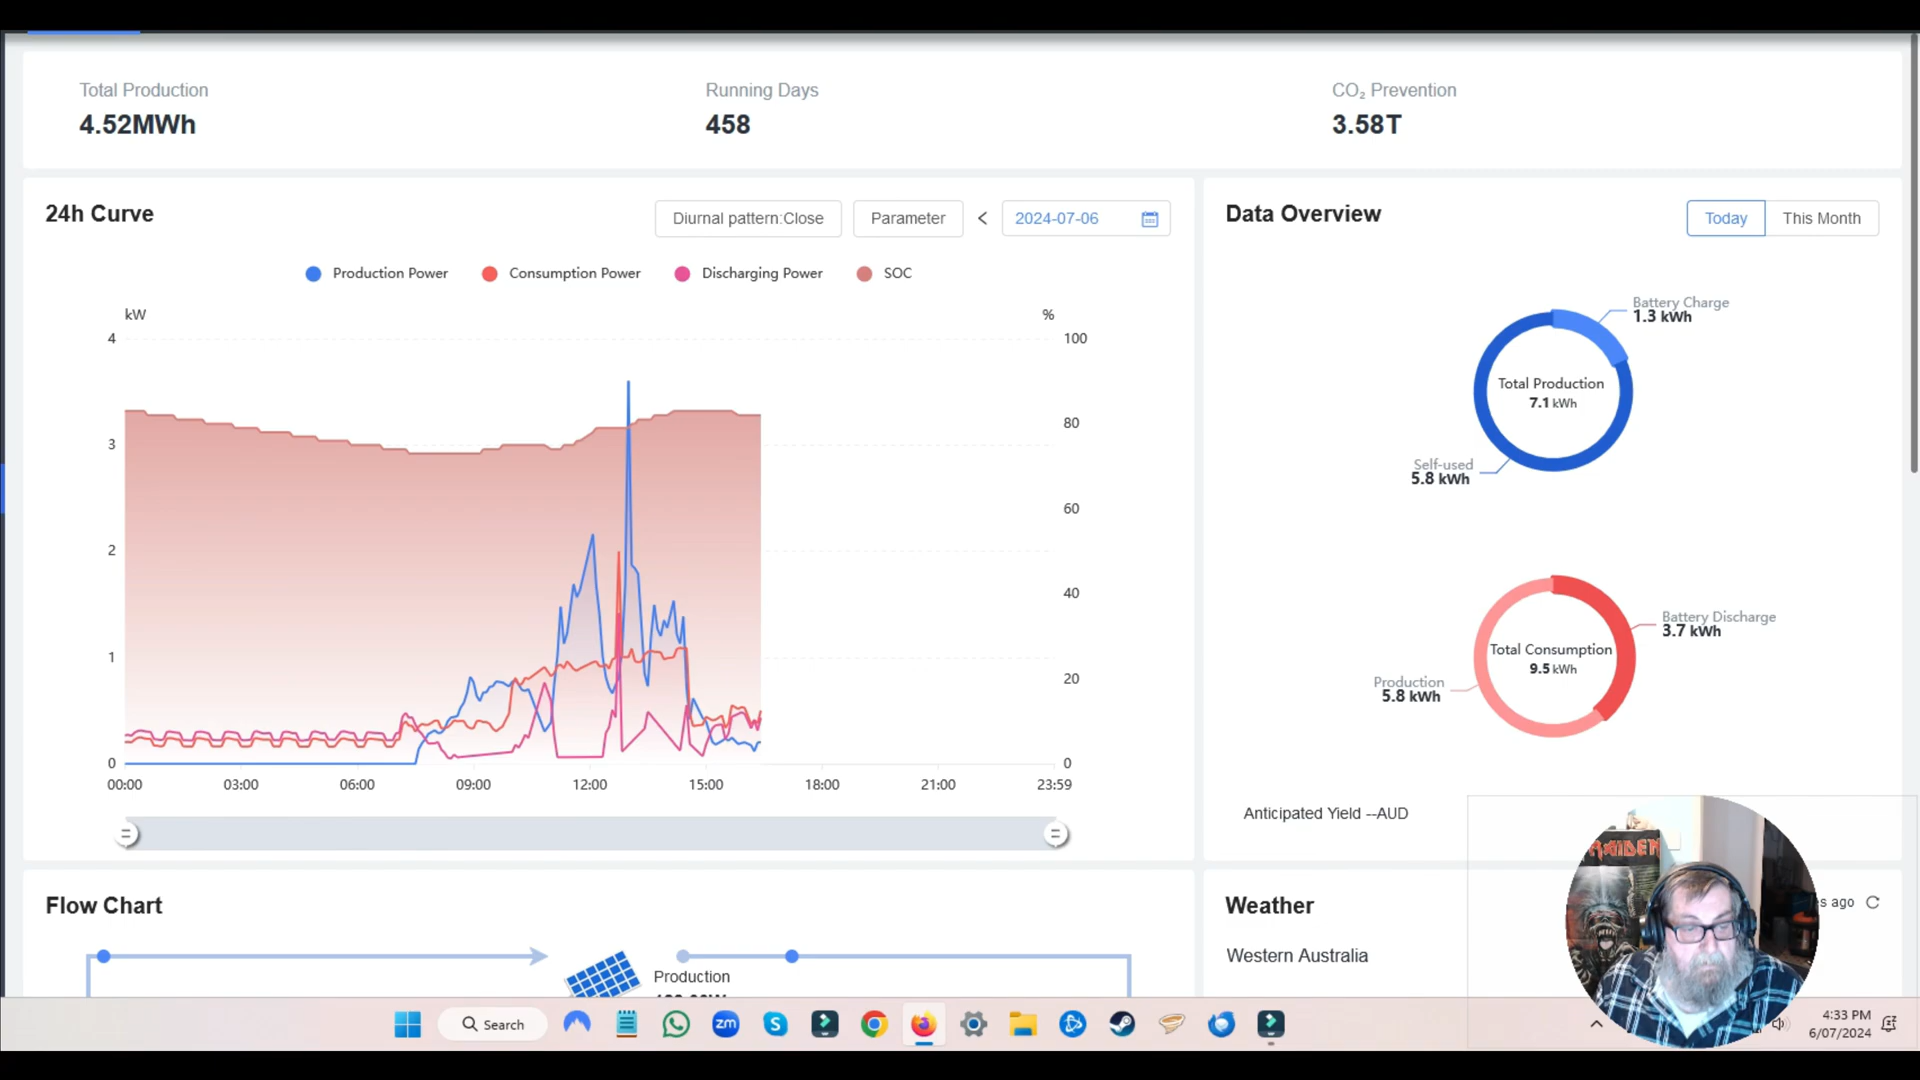 Total Production
4.52MWh
Running Days
458
CO₂ Prevention
3.58T
24h Curve
Diurnal pattern:Close
Parameter
<
2024-07-06
Production Power
Consumption Power
Discharging Power
SOC
kW
%
4
3
2
1
0
100
80
60
40
20
0
00:00
03:00
06:00
09:00
12:00
15:00
18:00
21:00
23:59
Data Overview
Today
This Month
Battery Charge
1.3 kWh
Total Production
7.1 kWh
Self-used
5.8 kWh
Battery Discharge
3.7 kWh
Total Consumption
9.5 kWh
Production
5.8 kWh
Anticipated Yield --AUD
Flow Chart
Production
Weather
s ago
Western Australia
MAIDEN
Search
zm
4:33 PM
6/07/2024